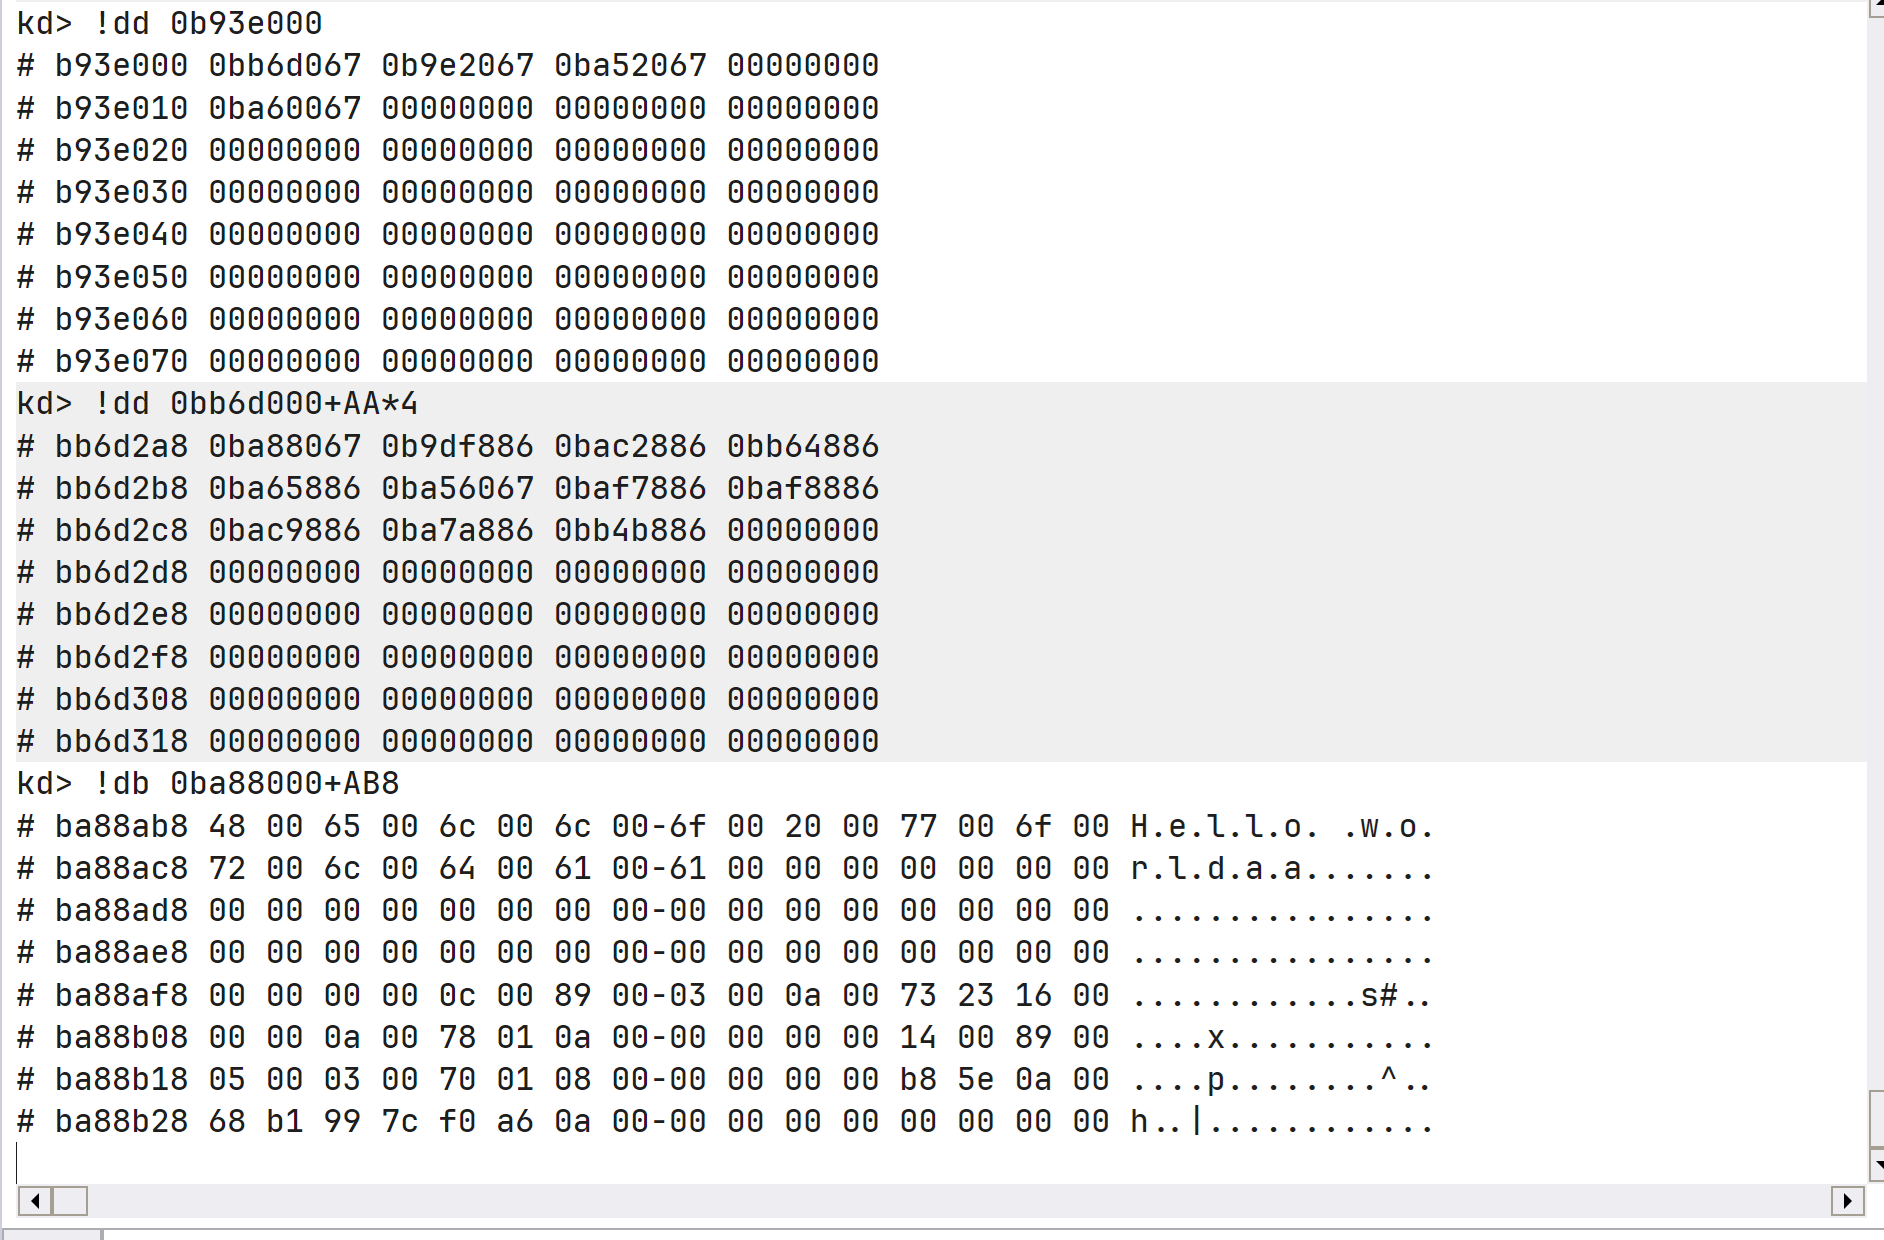 kd> !dd 0b93e000
# b93e000 0bb6d067 0b9e2067 0ba52067 00000000
# b93e010 0ba60067 00000000 00000000 00000000
# b93e020 00000000 00000000 00000000 00000000
# b93e030 00000000 00000000 00000000 00000000
# b93e040 00000000 00000000 00000000 00000000
# b93e050 00000000 00000000 00000000 00000000
# b93e060 00000000 00000000 00000000 00000000
# b93e070 00000000 00000000 00000000 00000000
kd> !dd 0bb6d000+AA*4
# bb6d2a8 0ba88067 0b9df886 0bac2886 0bb64886
# bb6d2b8 0ba65886 0ba56067 0baf7886 0baf8886
# bb6d2c8 0bac9886 0ba7a886 0bb4b886 00000000
# bb6d2d8 00000000 00000000 00000000 00000000
# bb6d2e8 00000000 00000000 00000000 00000000
# bb6d2f8 00000000 00000000 00000000 00000000
# bb6d308 00000000 00000000 00000000 00000000
# bb6d318 00000000 00000000 00000000 00000000
kd> !db 0ba88000+AB8
# ba88ab8 48 00 65 00 6c 00 6c 00-6f 00 20 00 77 00 6f 00 H.e.l.l.o. .w.o.
# ba88ac8 72 00 6c 00 64 00 61 00-61 00 00 00 00 00 00 00 r.l.d.a.a.......
# ba88ad8 00 00 00 00 00 00 00 00-00 00 00 00 00 00 00 00 ................
# ba88ae8 00 00 00 00 00 00 00 00-00 00 00 00 00 00 00 00 ................
# ba88af8 00 00 00 00 0c 00 89 00-03 00 0a 00 73 23 16 00 ............s#..
# ba88b08 00 00 0a 00 78 01 0a 00-00 00 00 00 14 00 89 00 ....x...........
# ba88b18 05 00 03 00 70 01 08 00-00 00 00 00 b8 5e 0a 00 ....p........^..
# ba88b28 68 b1 99 7c f0 a6 0a 00-00 00 00 00 00 00 00 00 h..|............